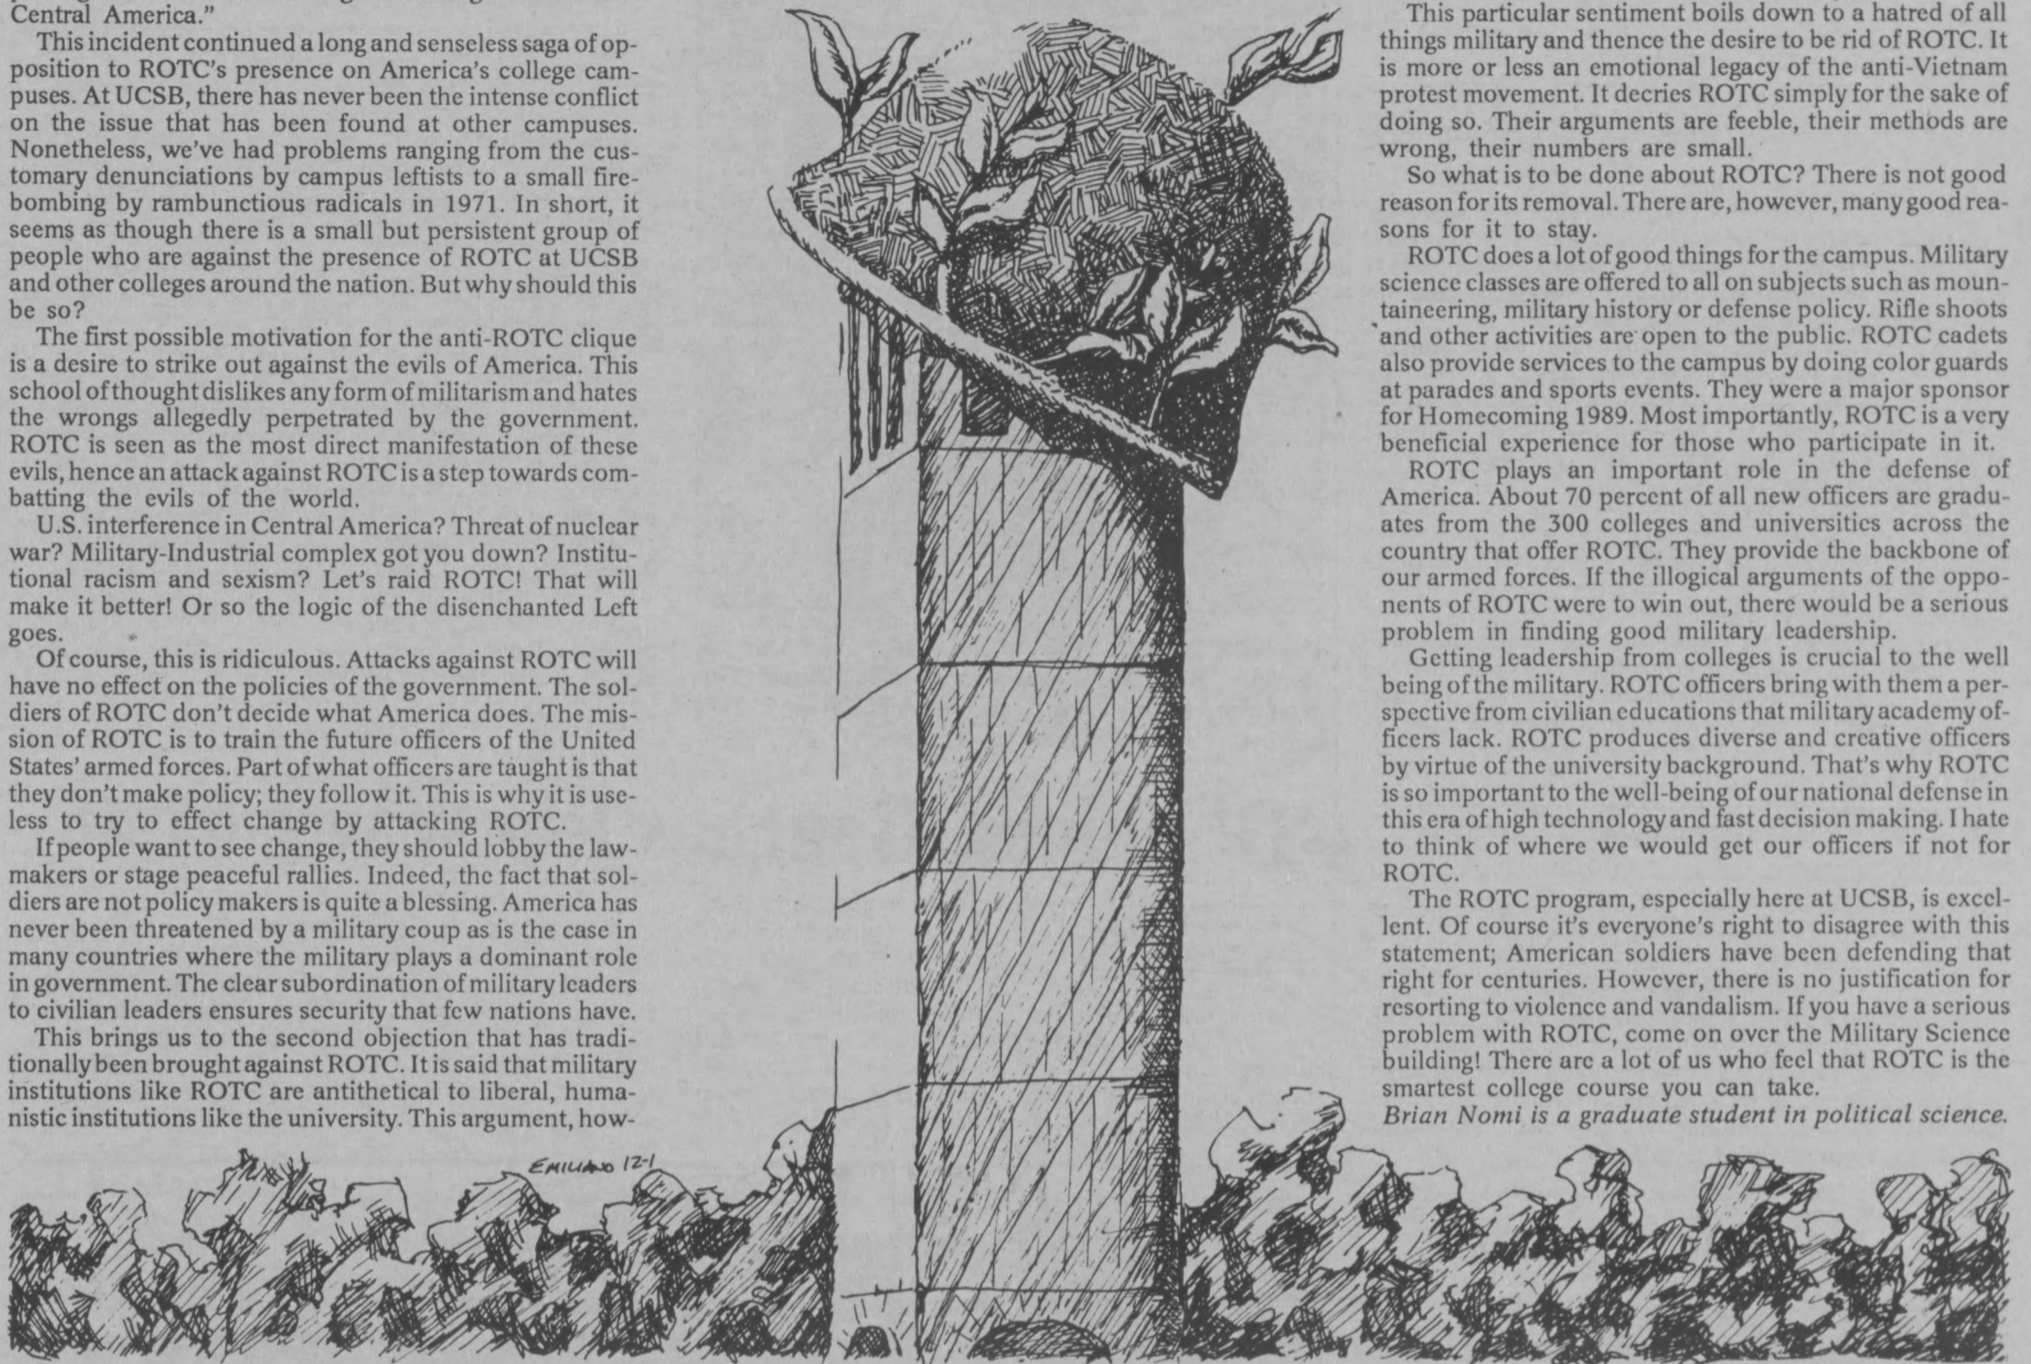 Central America."
This incident continued a long and senseless saga of op-
position to ROTC's presence on America's college cam-
puses. At UCSB, there has never been the intense conflict
on the issue that has been found at other campuses.
Nonetheless, we've had problems ranging from the cus-
tomary denunciations by campus leftists to a small fire-
bombing by rambunctious radicals in 1971. In short, it
seems as though there is a small but persistent group of
people who are against the presence of ROTC at UCSB
and other colleges around the nation. But why should this
be so?
The first possible motivation for the anti-ROTC clique
is a desire to strike out against the evils of America. This
school of thought dislikes any form of militarism and hates
the wrongs allegedly perpetrated by the government.
ROTC is seen as the most direct manifestation of these
evils, hence an attack against ROTC is a step towards com-
batting the evils of the world.
U.S. interference in Central America? Threat of nuclear
war? Military-Industrial complex got you down? Institu-
tional racism and sexism? Let's raid ROTC! That will
make it better! Or so the logic of the disenchanted Left
goes.
Of course, this is ridiculous. Attacks against ROTC will
have no effect on the policies of the government. The sol-
diers of ROTC don't decide what America does. The mis-
sion of ROTC is to train the future officers of the United
States' armed forces. Part of what officers are taught is that
they don't make policy; they follow it. This is why it is use-
less to try to effect change by attacking ROTC.
If people want to see change, they should lobby the law-
makers or stage peaceful rallies. Indeed, the fact that sol-
diers are not policy makers is quite a blessing. America has
never been threatened by a military coup as is the case in
many countries where the military plays a dominant role
in government. The clear subordination of military leaders
to civilian leaders ensures security that few nations have.
This brings us to the second objection that has tradi-
tionally been brought against ROTC. It is said that military
institutions like ROTC are antithetical to liberal, huma-
nistic institutions like the university. This argument, how-
EMILIANO 12-1
This particular sentiment boils down to a hatred of all
things military and thence the desire to be rid of ROTC. It
is more or less an emotional legacy of the anti-Vietnam
protest movement. It decries ROTC simply for the sake of
doing so. Their arguments are feeble, their methods are
wrong, their numbers are small.
So what is to be done about ROTC? There is not good
reason for its removal. There are, however, many good rea-
sons for it to stay.
ROTC does a lot of good things for the campus. Military
science classes are offered to all on subjects such as moun-
taineering, military history or defense policy. Rifle shoots
and other activities are open to the public. ROTC cadets
also provide services to the campus by doing color guards
at parades and sports events. They were a major sponsor
for Homecoming 1989. Most importantly, ROTC is a very
beneficial experience for those who participate in it.
ROTC plays an important role in the defense of
America. About 70 percent of all new officers are gradu-
ates from the 300 colleges and universities across the
country that offer ROTC. They provide the backbone of
our armed forces. If the illogical arguments of the oppo-
nents of ROTC were to win out, there would be a serious
problem in finding good military leadership.
Getting leadership from colleges is crucial to the well
being of the military. ROTC officers bring with them a per-
spective from civilian educations that military academy of-
ficers lack. ROTC produces diverse and creative officers
by virtue of the university background. That's why ROTC
is so important to the well-being of our national defense in
this era of high technology and fast decision making. I hate
to think of where we would get our officers if not for
ROTC.
The ROTC program, especially here at UCSB, is excel-
lent. Of course it's everyone's right to disagree with this
statement; American soldiers have been defending that
right for centuries. However, there is no justification for
resorting to violence and vandalism. If you have a serious
problem with ROTC, come on over the Military Science
building! There are a lot of us who feel that ROTC is the
smartest college course you can take.
Brian Nomi is a graduate student in political science.